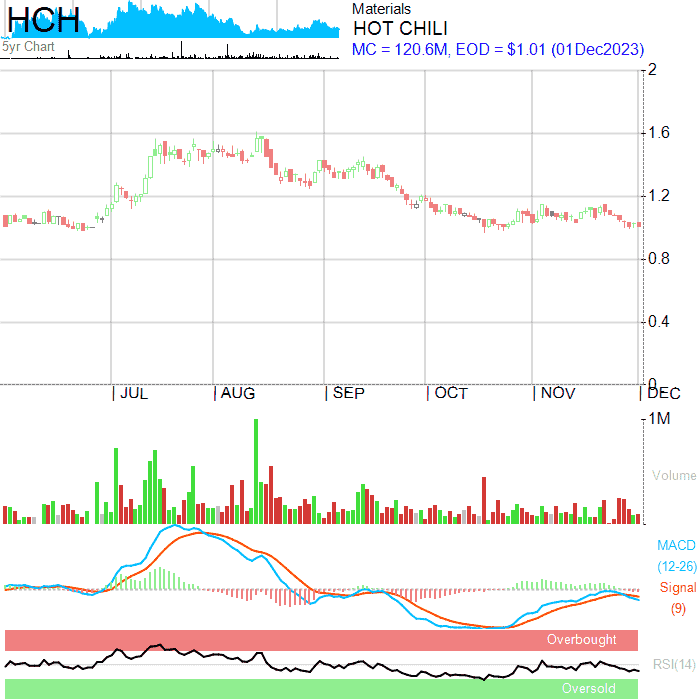 HCH
5yr Chart
Materials
HOT CHILI
MC = 120.6M, EOD = $1.01 (01Dec2023)
2
1.6
1.2
0.8
0.4
0
JUL AUG SEP OCT NOV DEC
1M
Volume
MACD
(12-26)
Signal
(9)
Overbought
RSI(14)
Oversold